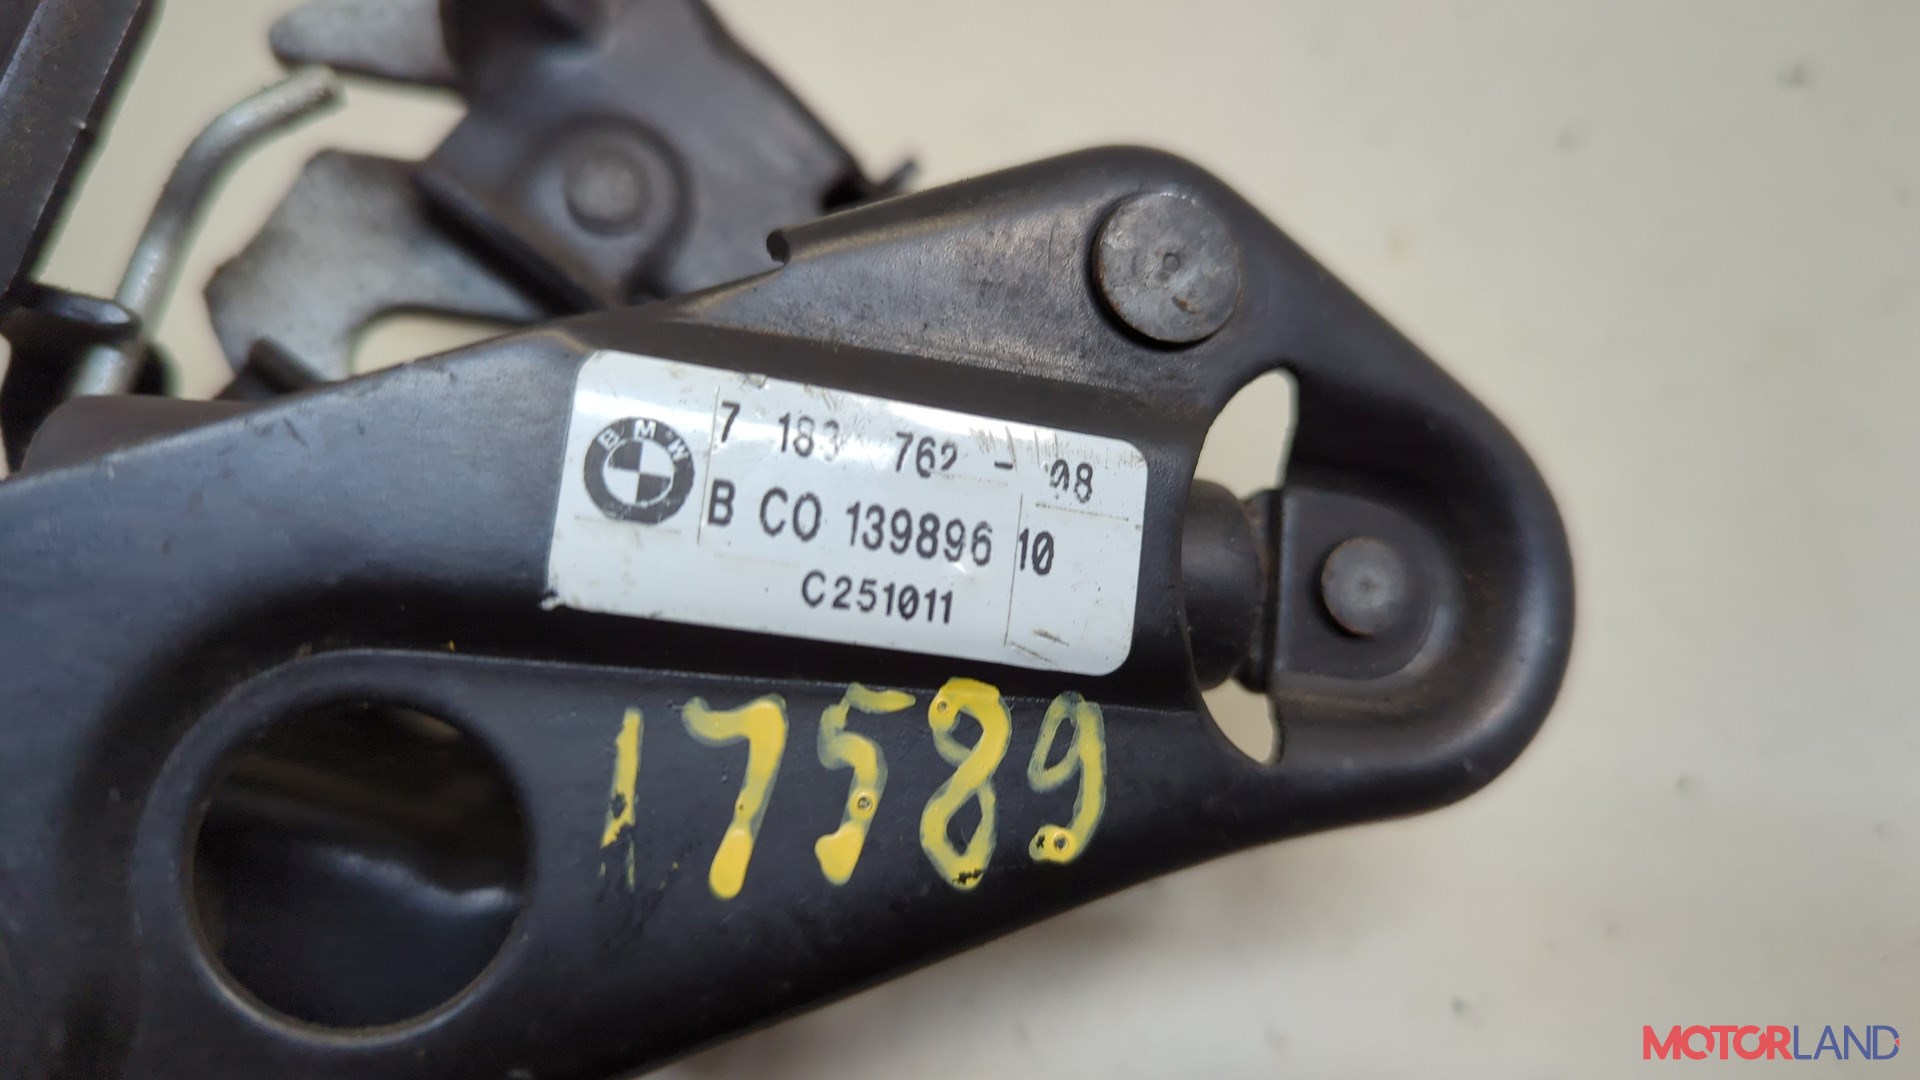 BMW
7 183 762 - 08
B CO 139896 10
C251011
17589
MOTORLAND